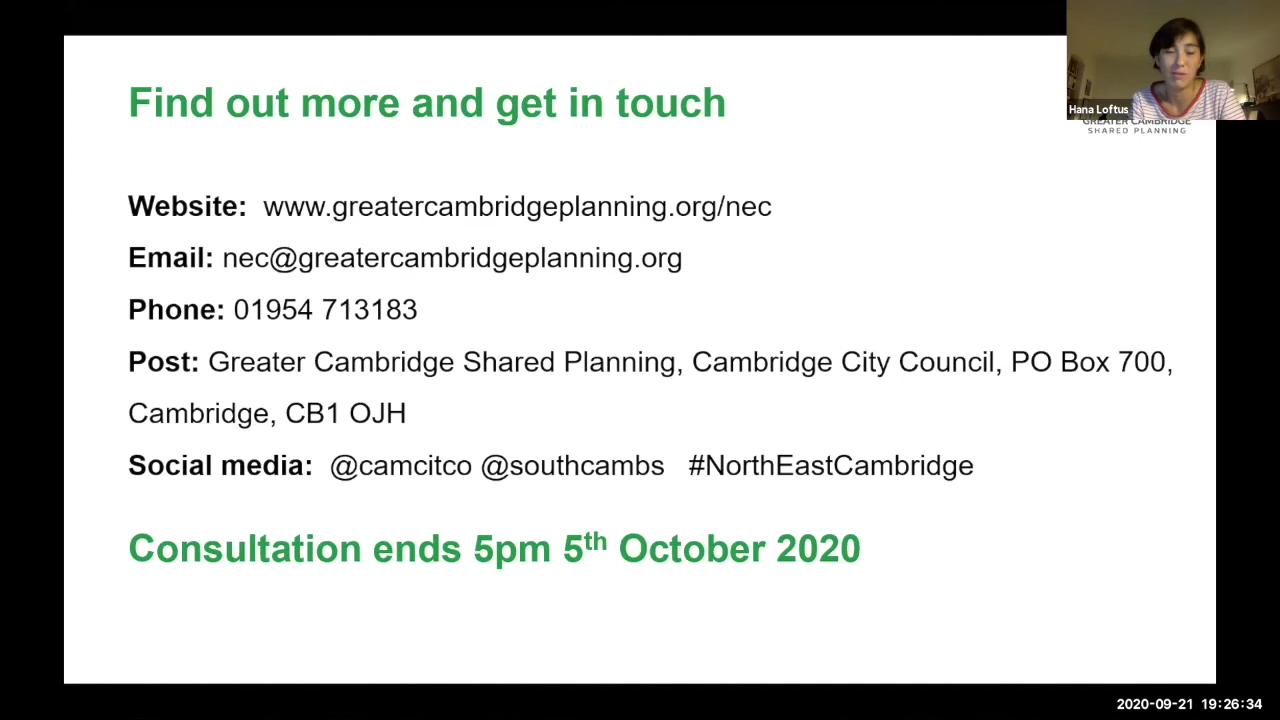 Find out more and get in touch
Hana Loftus
GREATER CAMBRIDGE
SHARED PLANNING
Website: www.greatercambridgeplanning.org/nec
Email: nec@greatercambridgeplanning.org
Phone: 01954 713183
Post: Greater Cambridge Shared Planning, Cambridge City Council, PO Box 700,
Cambridge, CB1 OJH
Social media: @camcitco @southcambs #NorthEastCambridge
Consultation ends 5pm 5th October 2020
2020-09-21 19:26:34